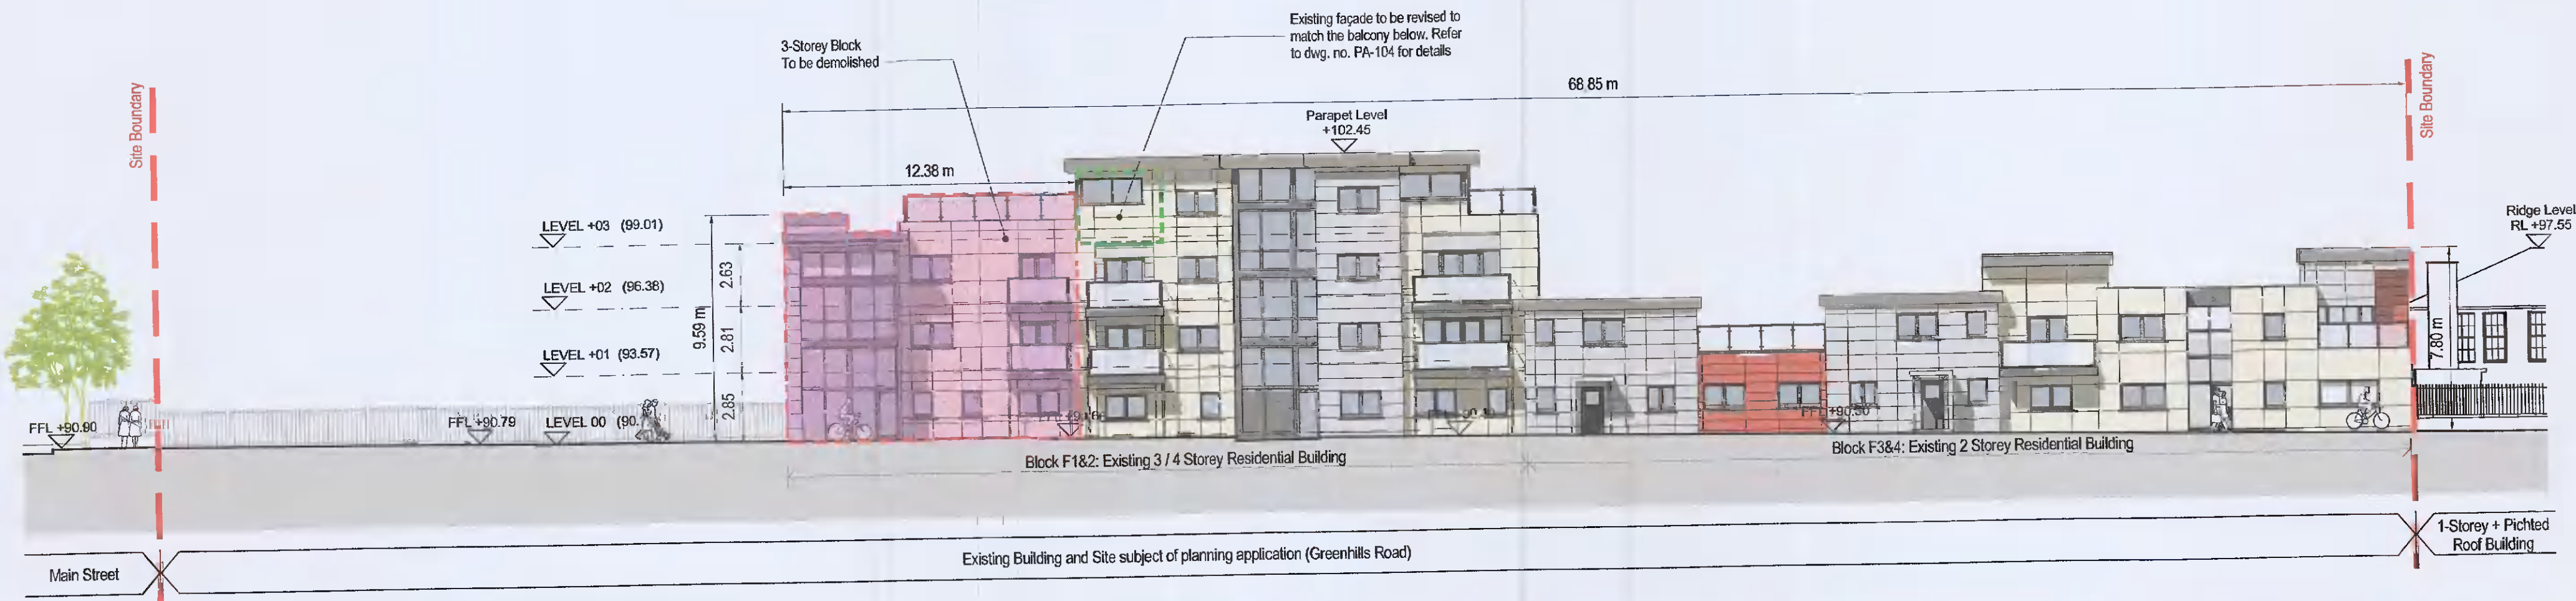 Existing façade to be revised to
match the balcony below. Refer
to dwg. no. PA-104 for details
3-Storey Block
To be demolished
68.85 m
Site Boundary
Site Boundary
Parapet Level
+102.45
12.38 m
Ridge Level
RL +97.55
LEVEL +03 (99.01)
2.63
LEVEL +02 (96.38)
9.59 m
2.81
7.80 m
LEVEL +01 (93.57)
2.85
FFL +90.90
FFL +90.79
LEVEL 00 (90.
FFL +90.50
Block F1&2: Existing 3 / 4 Storey Residential Building
Block F3&4: Existing 2 Storey Residential Building
Existing Building and Site subject of planning application (Greenhills Road)
Main Street
1-Storey + Pichted
Roof Building